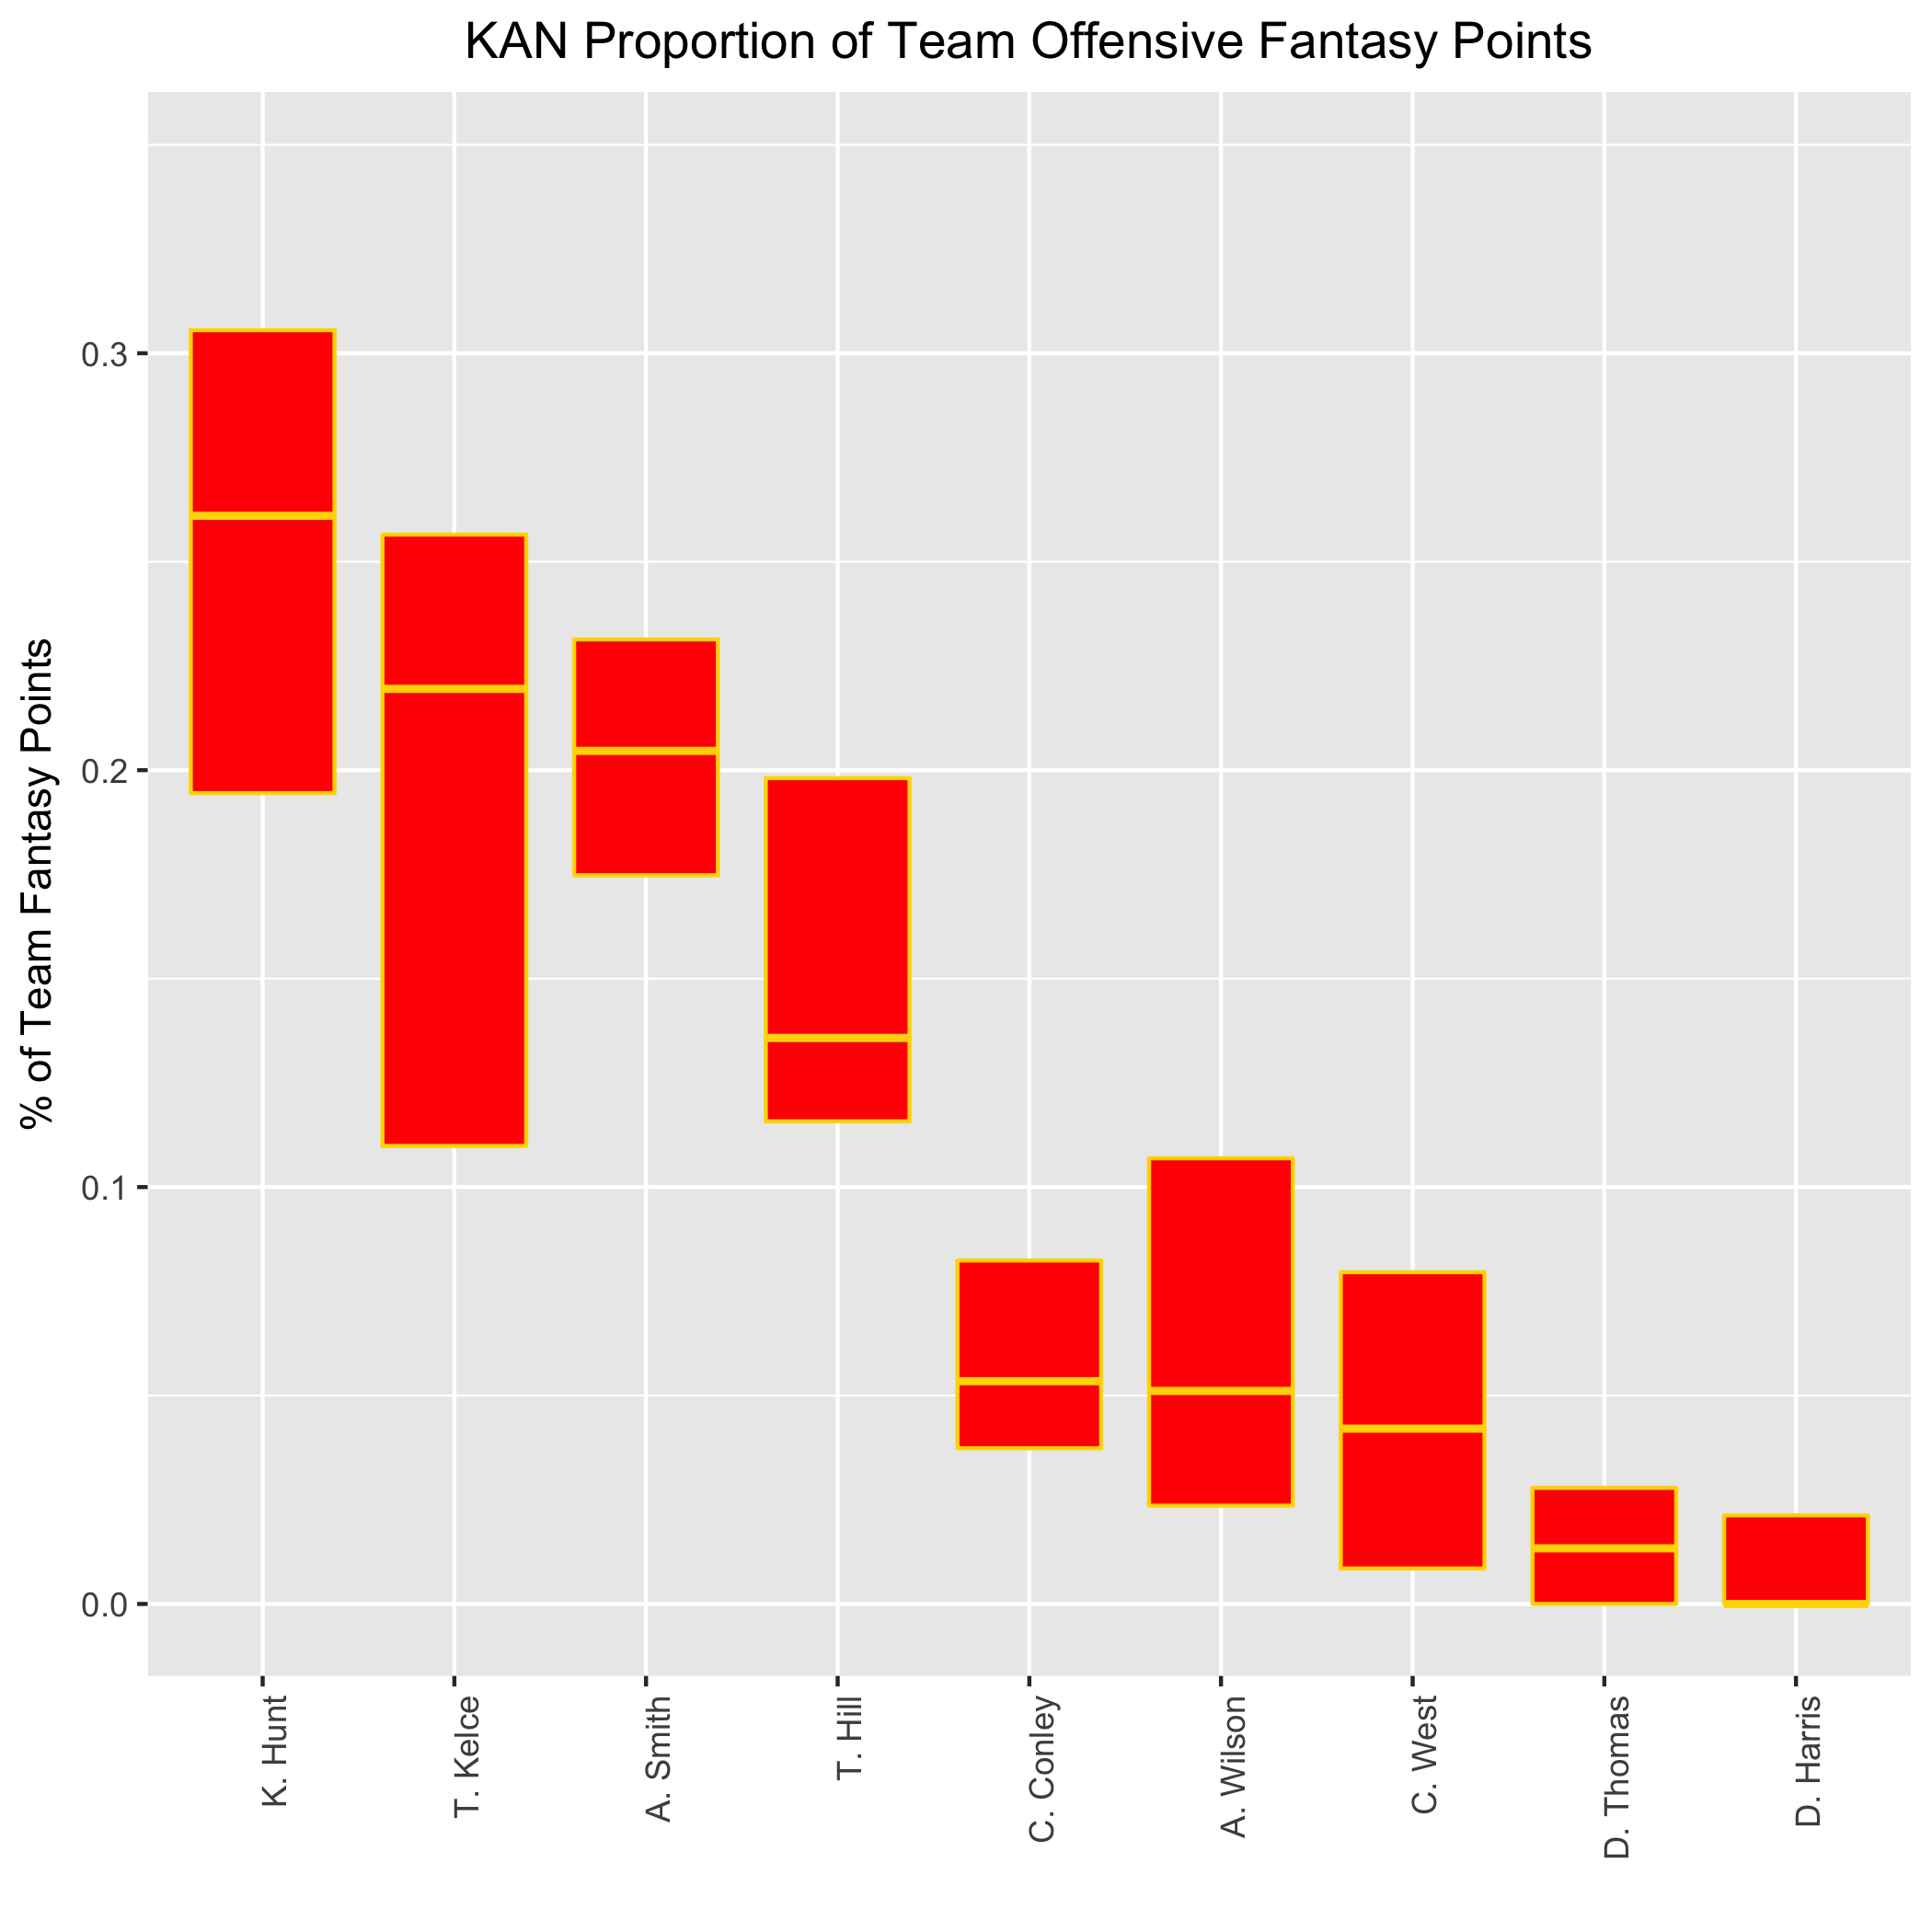 KAN Proportion of Team Offensive Fantasy Points
% of Team Fantasy Points
0.3
0.2
0.1
0.0
K. Hunt
T. Kelce
A. Smith
T. Hill
C. Conley
A. Wilson
C. West
D. Thomas
D. Harris